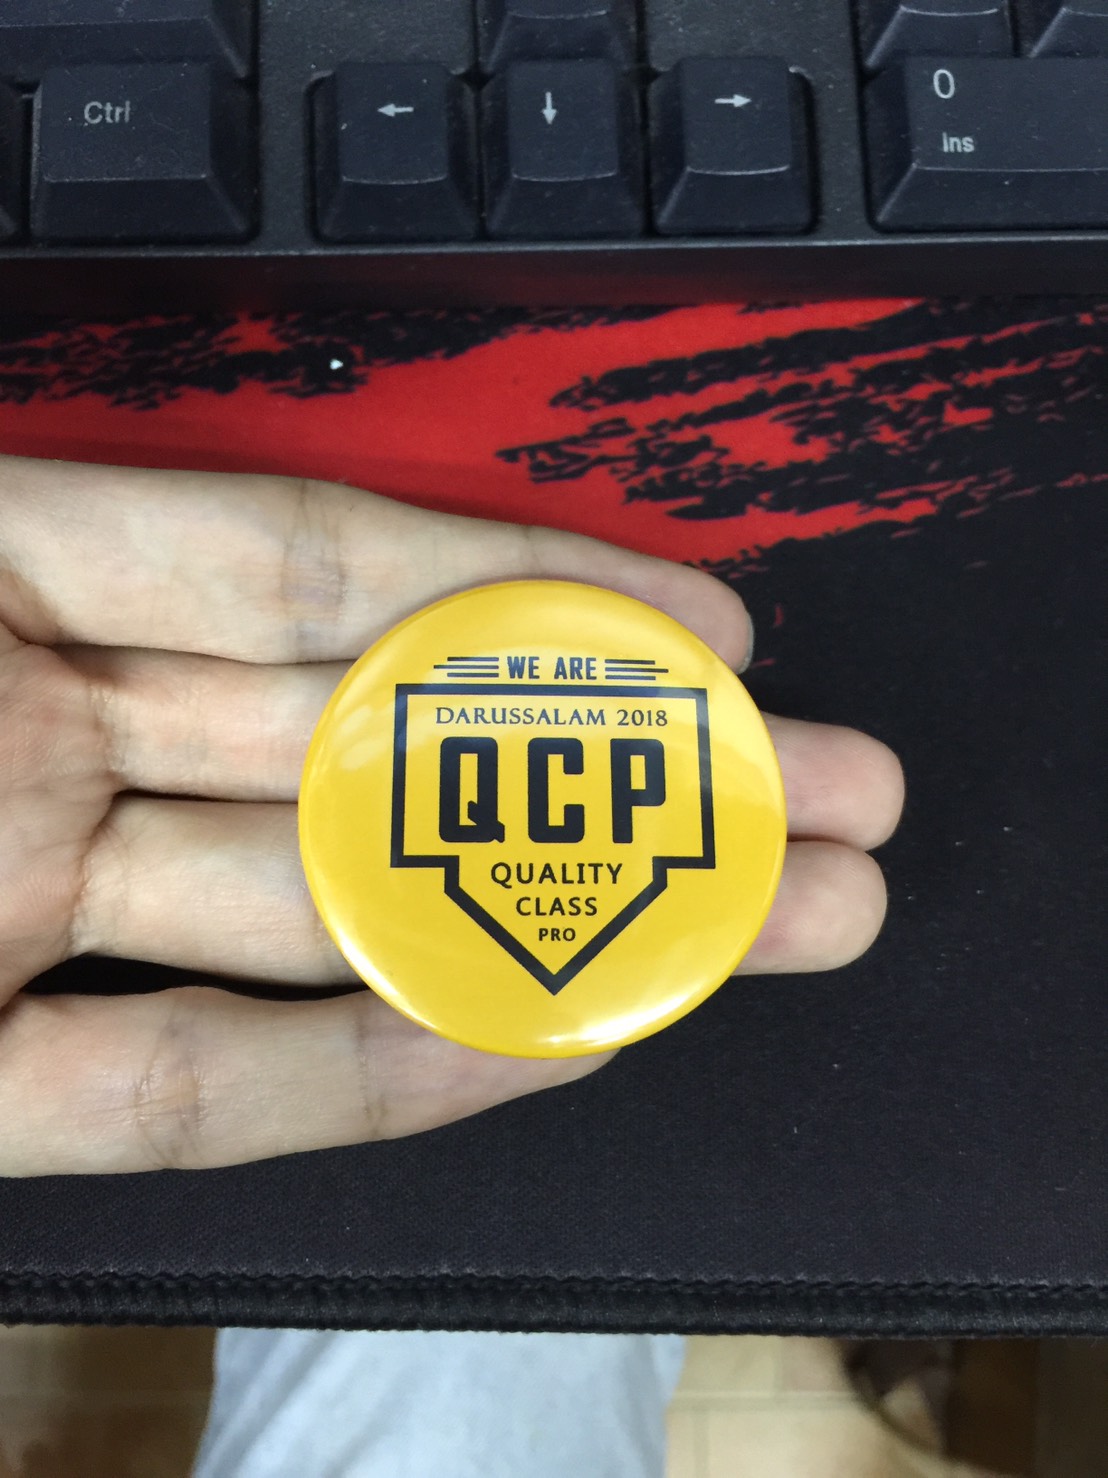 Ctrl
←
↓
→
0
Ins
WE ARE
DARUSSALAM 2018
QCP
QUALITY
CLASS
PRO